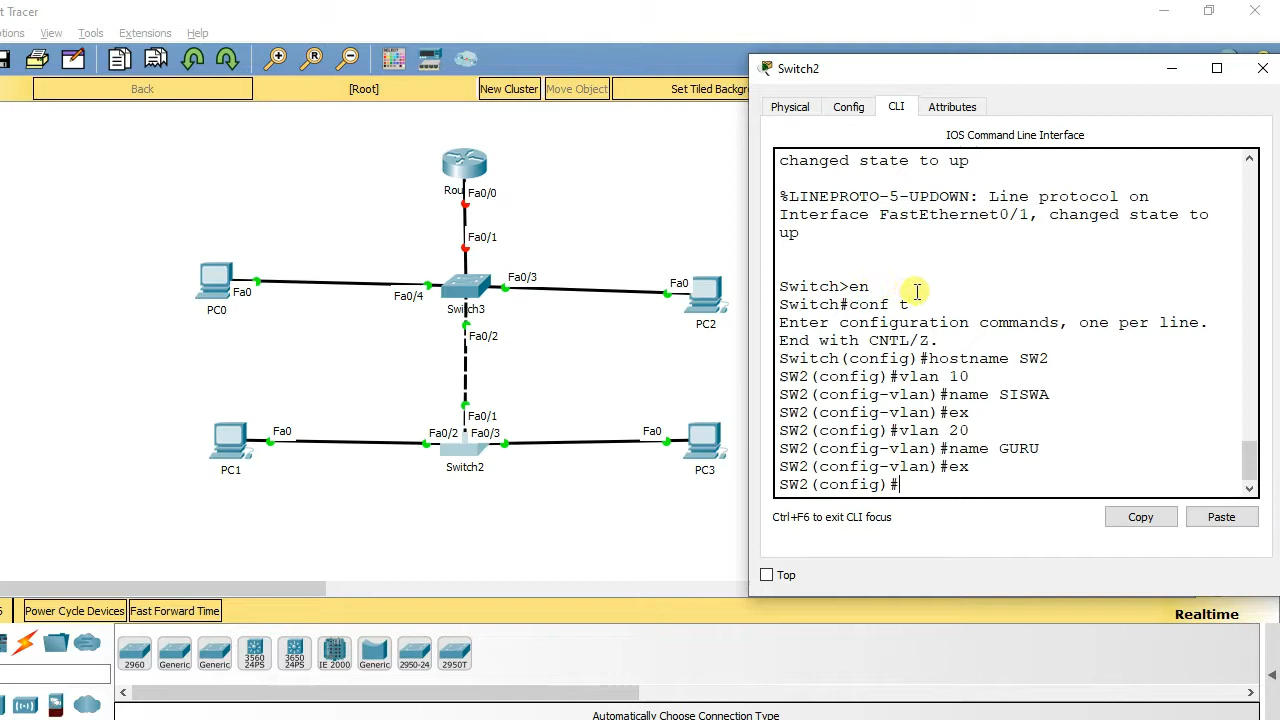 t Tracer
otions View Tools Extensions Help
Back
[Root]
New Cluster
Move Object
Set Tiled Backgr
Rou
Fa0/0
Fa0/1
Fa0/3
Fa0
Fa0
PC0
Fa0/4
Switch3
PC2
Fa0/2
Fa0/1
Fa0
Fa0/2 Fa0/3
Fa0
PC1
Switch2
PC3
Switch2
Physical Config CLI Attributes
IOS Command Line Interface
changed state to up
%LINEPROTO-5-UPDOWN: Line protocol on
Interface FastEthernet0/1, changed state to
up
Switch>en
Switch#conf t
Enter configuration commands, one per line.
End with CNTL/Z.
Switch(config)#hostname SW2
SW2(config)#vlan 10
SW2(config-vlan)#name SISWA
SW2(config-vlan)#ex
SW2(config)#vlan 20
SW2(config-vlan)#name GURU
SW2(config-vlan)#ex
SW2(config)#
Ctrl+F6 to exit CLI focus
Copy
Paste
Top
Power Cycle Devices
Fast Forward Time
Realtime
2960
Generic
Generic
3560 24PS
3650 24PS
IE 2000
Generic
2950-24
2950T
Automatically Choose Connection Type